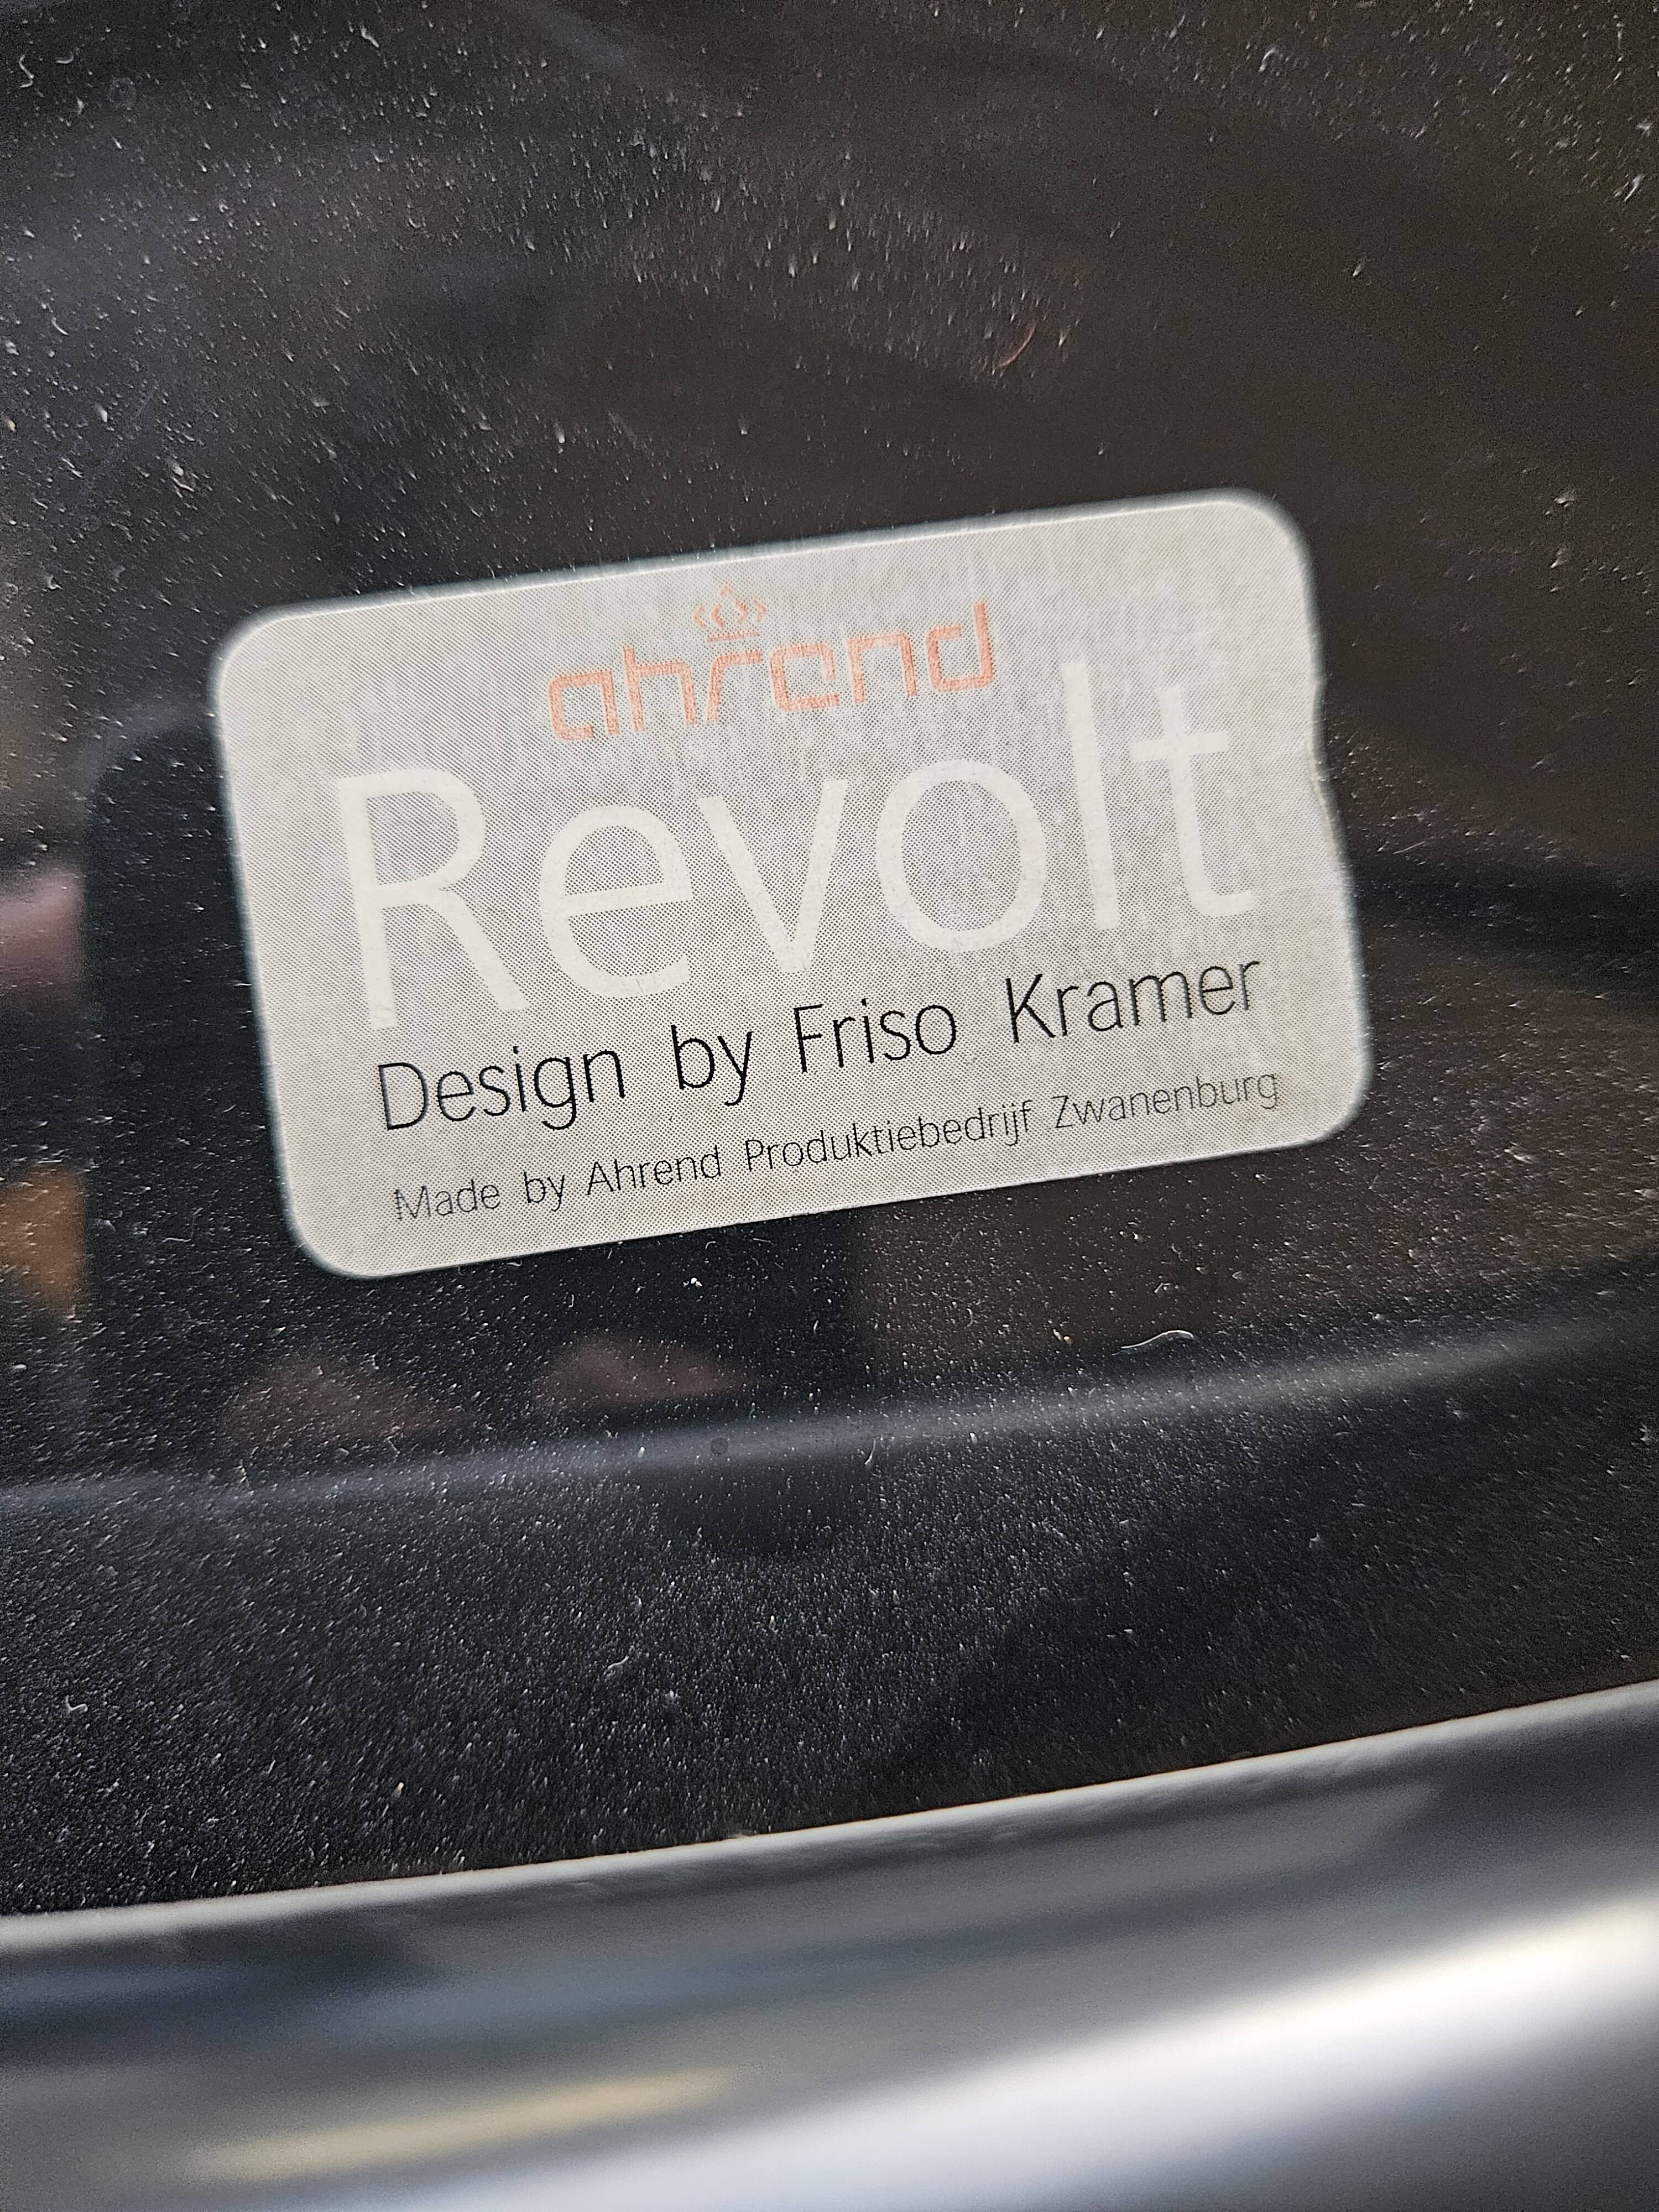 ahrend
Revolt
Design by Friso Kramer
Made by Ahrend Produktiebedrijf Zwanenburg